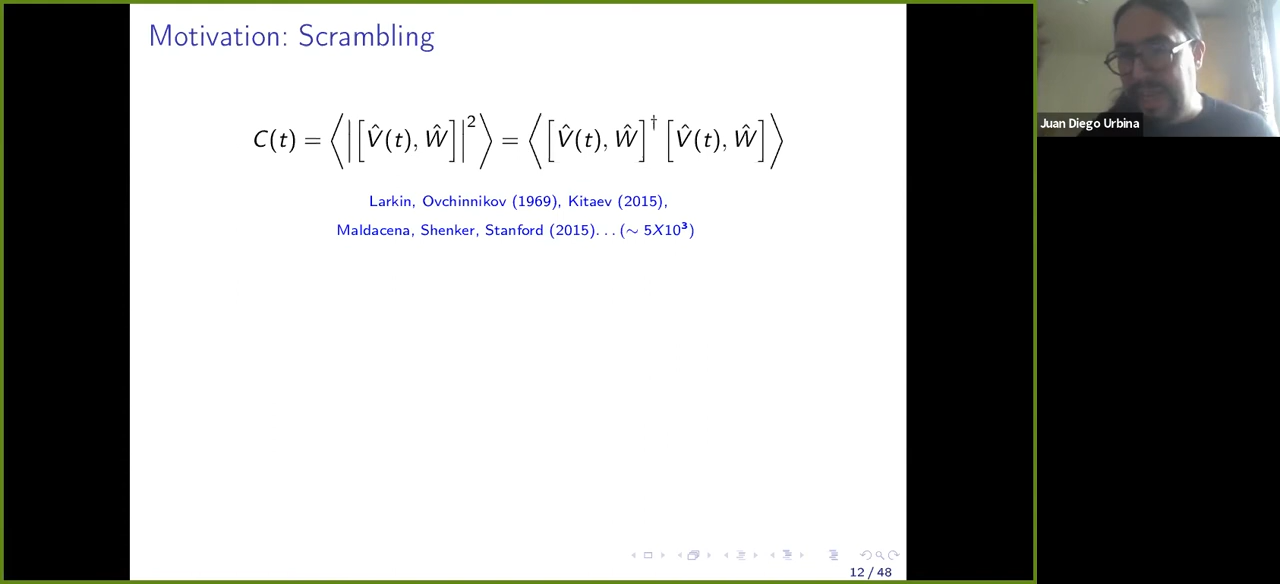 Motivation: Scrambling
C(t) = ⟨|[V̂(t), Ŵ]|²⟩ = ⟨[V̂(t), Ŵ]† [V̂(t), Ŵ]⟩
Larkin, Ovchinnikov (1969), Kitaev (2015),
Maldacena, Shenker, Stanford (2015)...(∼ 5X10³)
12 / 48
Juan Diego Urbina